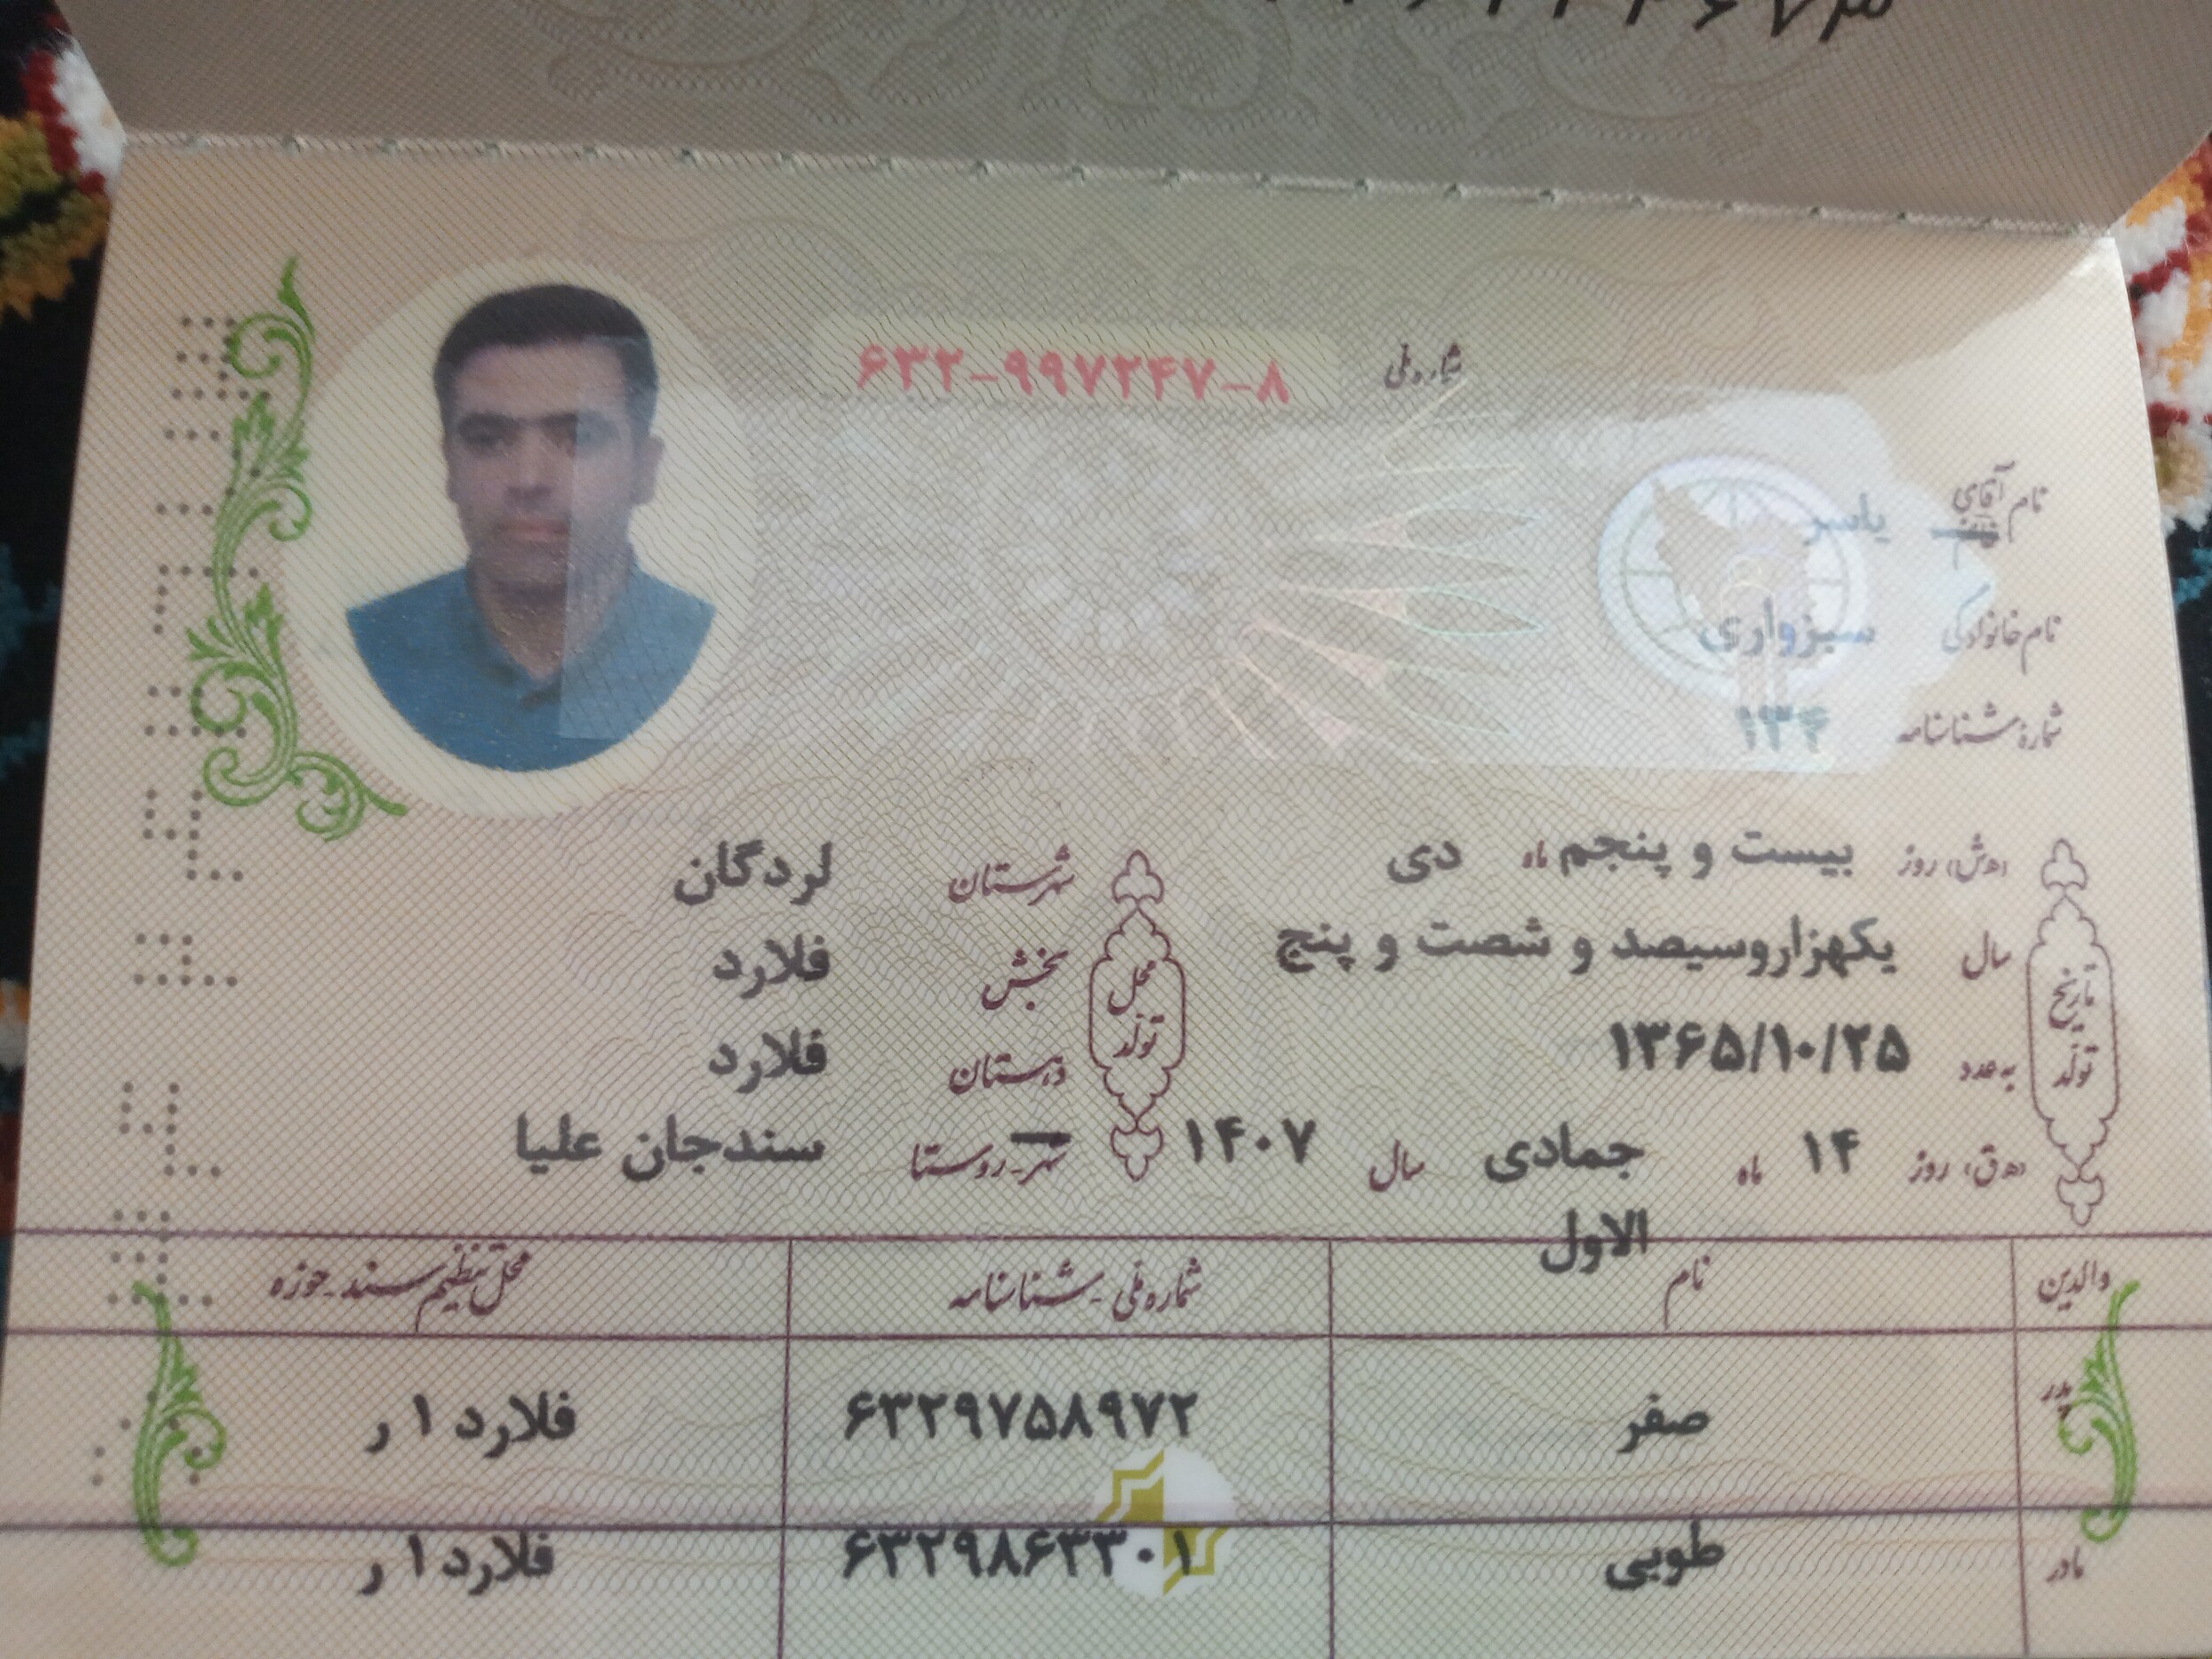 شماره ملی ۶۳۲-۹۹۷۲۴۷-۸
نام آقای یاسر
نام خانوادگی سبزواری
شمارهٔ شناسنامه ۱۳۴
تاریخ تولد
(ه‍ ش) روز بیست و پنجم ماه دی
سال یکهزاروسیصد و شصت و پنج
به عدد ۱۳۶۵/۱۰/۲۵
(ه‍ ق) روز ۱۴ ماه جمادی الاول سال ۱۴۰۷
محل تولد
شهرستان لردگان
بخش فلارد
دهستان فلارد
شهر-روستا سندجان علیا
والدین نام شماره ملی-شناسنامه محل تنظیم سند-حوزه
پدر صفر ۶۳۲۹۷۵۸۹۷۲ فلارد ۱ ر
مادر طوبی ۶۳۲۹۸۶۳۳۰۱ فلارد ۱ ر